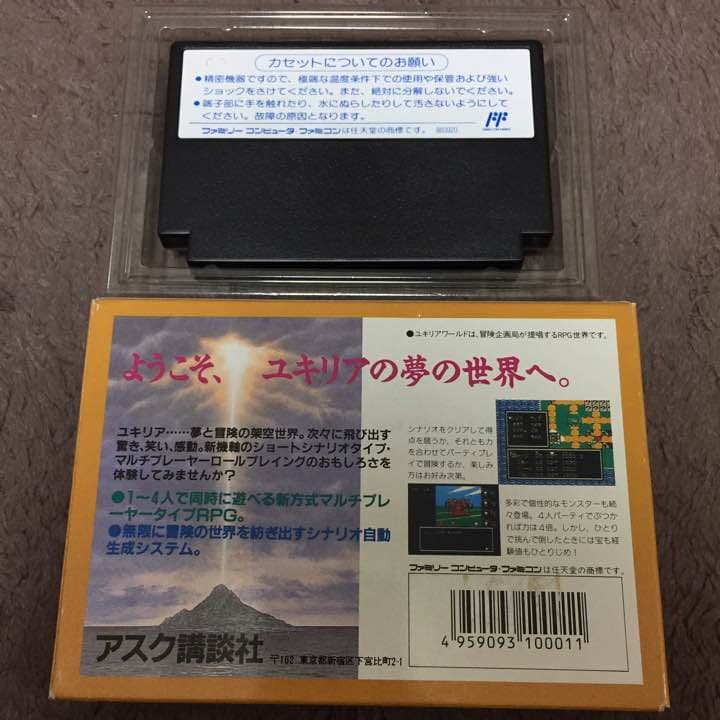 カセットについてのお願い
●精密機器ですので、極端な温度条件下での使用や保管および強い
ショックをさけてください。また、絶対に分解しないでください。
●端子部に手を触れたり、水にぬらしたりして汚さないようにして
ください。故障の原因となります。
ファミリー コンピュータ・ファミコンは任天堂の商標です。
●ユキリアワールドは、冒険企画局が提唱するRPG世界です。
ようこそ、 ユキリアの夢の世界へ。
ユキリア……夢と冒険の架空世界。次々に飛び出す
驚き、笑い、感動。新機軸のショートシナリオタイプ・
マルチプレーヤーロールプレイングのおもしろさを
体験してみませんか?
●1〜4人で同時に遊べる新方式マルチプレ
ーヤータイプRPG。
●無限に冒険の世界を紡ぎ出すシナリオ自動
生成システム。
シナリオをクリアして得
点を競うか、それとも力
を合わせてパーティプレ
イで冒険するか、楽しみ
方はお好み次第。
多彩で個性的なモンスターも続
々登場。4人パーティでぶつか
れば力は4倍。しかし、ひとり
で挑んで倒したときには宝も経
験値もひとりじめ!
ファミリー コンピュータ・ファミコンは任天堂の商標です。
4 959093 100011
アスク講談社
〒162 東京都新宿区下宮比町2-1